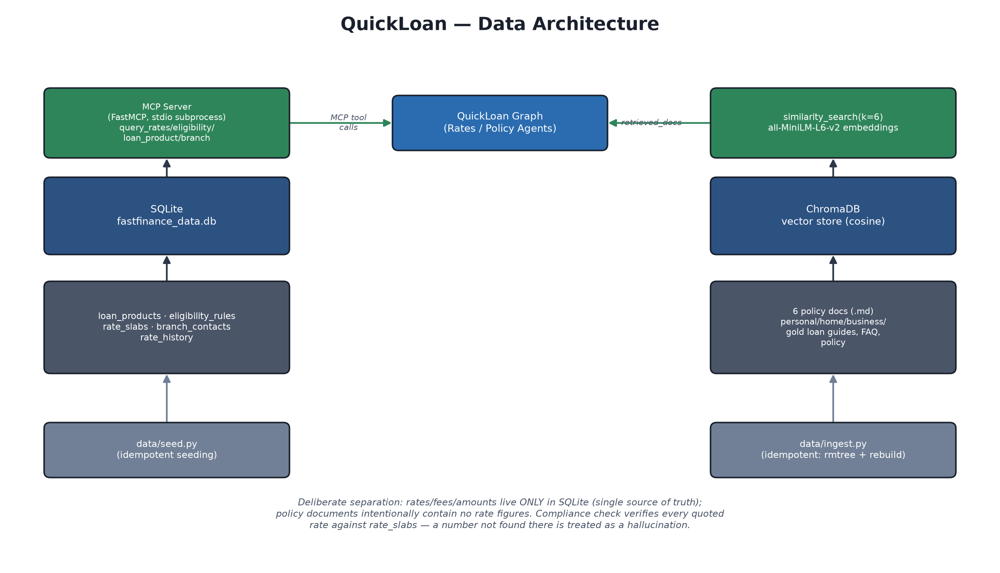 QuickLoan — Data Architecture
MCP Server
(FastMCP, stdio subprocess)
query_rates/eligibility/
loan_product/branch
MCP tool
calls
QuickLoan Graph
(Rates / Policy Agents)
retrieved_docs
similarity_search(k=6)
all-MiniLM-L6-v2 embeddings
SQLite
fastfinance_data.db
ChromaDB
vector store (cosine)
loan_products · eligibility_rules
rate_slabs · branch_contacts
rate_history
6 policy docs (.md)
personal/home/business/
gold loan guides, FAQ,
policy
data/seed.py
(idempotent seeding)
data/ingest.py
(idempotent: rmtree + rebuild)
Deliberate separation: rates/fees/amounts live ONLY in SQLite (single source of truth);
policy documents intentionally contain no rate figures. Compliance check verifies every quoted
rate against rate_slabs — a number not found there is treated as a hallucination.